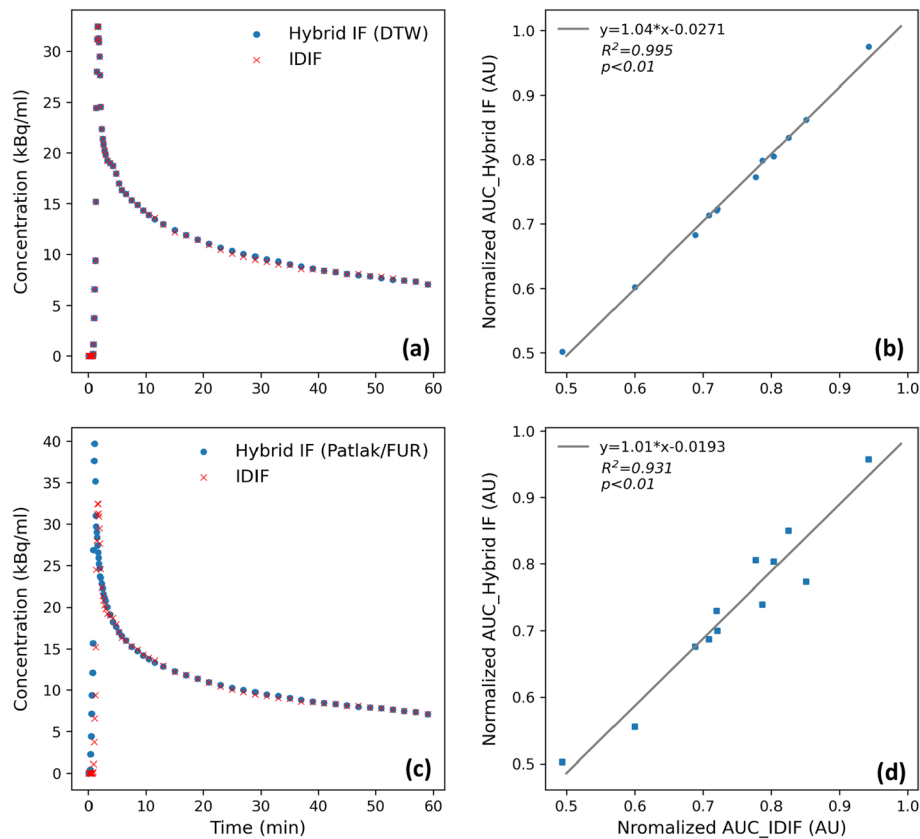 Concentration (kBq/ml)
30
25
20
15
10
5
0
Hybrid IF (DTW)
IDIF
(a)
0 10 20 30 40 50 60
Normalized AUC_Hybrid IF (AU)
1.0
0.9
0.8
0.7
0.6
0.5
y=1.04*x-0.0271
R²=0.995
p<0.01
(b)
0.5 0.6 0.7 0.8 0.9 1.0
Concentration (kBq/ml)
40
35
30
25
20
15
10
5
0
Hybrid IF (Patlak/FUR)
IDIF
(c)
0 10 20 30 40 50 60
Time (min)
Normalized AUC_Hybrid IF (AU)
1.0
0.9
0.8
0.7
0.6
0.5
y=1.01*x-0.0193
R²=0.931
p<0.01
(d)
0.5 0.6 0.7 0.8 0.9 1.0
Nromalized AUC_IDIF (AU)